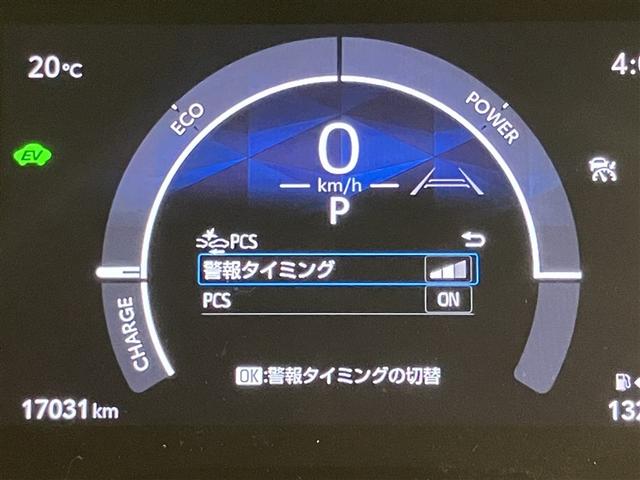 20℃
4:
ECO
POWER
EV
0
km/h
P
PCS
警報タイミング
PCS ON
CHARGE
OK:警報タイミングの切替
17031km
132